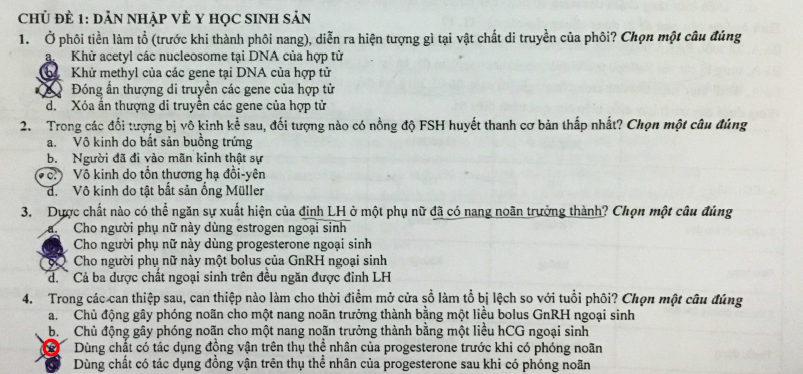 CHỦ ĐỀ 1: DẪN NHẬP VỀ Y HỌC SINH SẢN
1. Ở phôi tiền làm tổ (trước khi thành phôi nang), diễn ra hiện tượng gì tại vật chất di truyền của phôi? Chọn một câu đúng
a. Khử acetyl các nucleosome tại DNA của hợp tử
b. Khử methyl của các gene tại DNA của hợp tử
Đóng ấn thượng di truyền các gene của hợp tử
d. Xóa ấn thượng di truyền các gene của hợp tử
2. Trong các đối tượng bị vô kinh kể sau, đối tượng nào có nồng độ FSH huyết thanh cơ bản thấp nhất? Chọn một câu đúng
a. Vô kinh do bất sản buồng trứng
b. Người đã đi vào mãn kinh thật sự
c. Vô kinh do tổn thương hạ đồi-yên
d. Vô kinh do tật bất sản ống Müller
3. Dược chất nào có thể ngăn sự xuất hiện của đỉnh LH ở một phụ nữ đã có nang noãn trưởng thành? Chọn một câu đúng
a. Cho người phụ nữ này dùng estrogen ngoại sinh
Cho người phụ nữ này dùng progesterone ngoại sinh
Cho người phụ nữ này một bolus của GnRH ngoại sinh
d. Cả ba dược chất ngoại sinh trên đều ngăn được đỉnh LH
4. Trong các can thiệp sau, can thiệp nào làm cho thời điểm mở cửa sổ làm tổ bị lệch so với tuổi phôi? Chọn một câu đúng
a. Chủ động gây phóng noãn cho một nang noãn trưởng thành bằng một liều bolus GnRH ngoại sinh
b. Chủ động gây phóng noãn cho một nang noãn trưởng thành bằng một liều hCG ngoại sinh
Dùng chất có tác dụng đồng vận trên thụ thể nhân của progesterone trước khi có phóng noãn
Dùng chất có tác dụng đồng vận trên thụ thể nhân của progesterone sau khi có phóng noãn